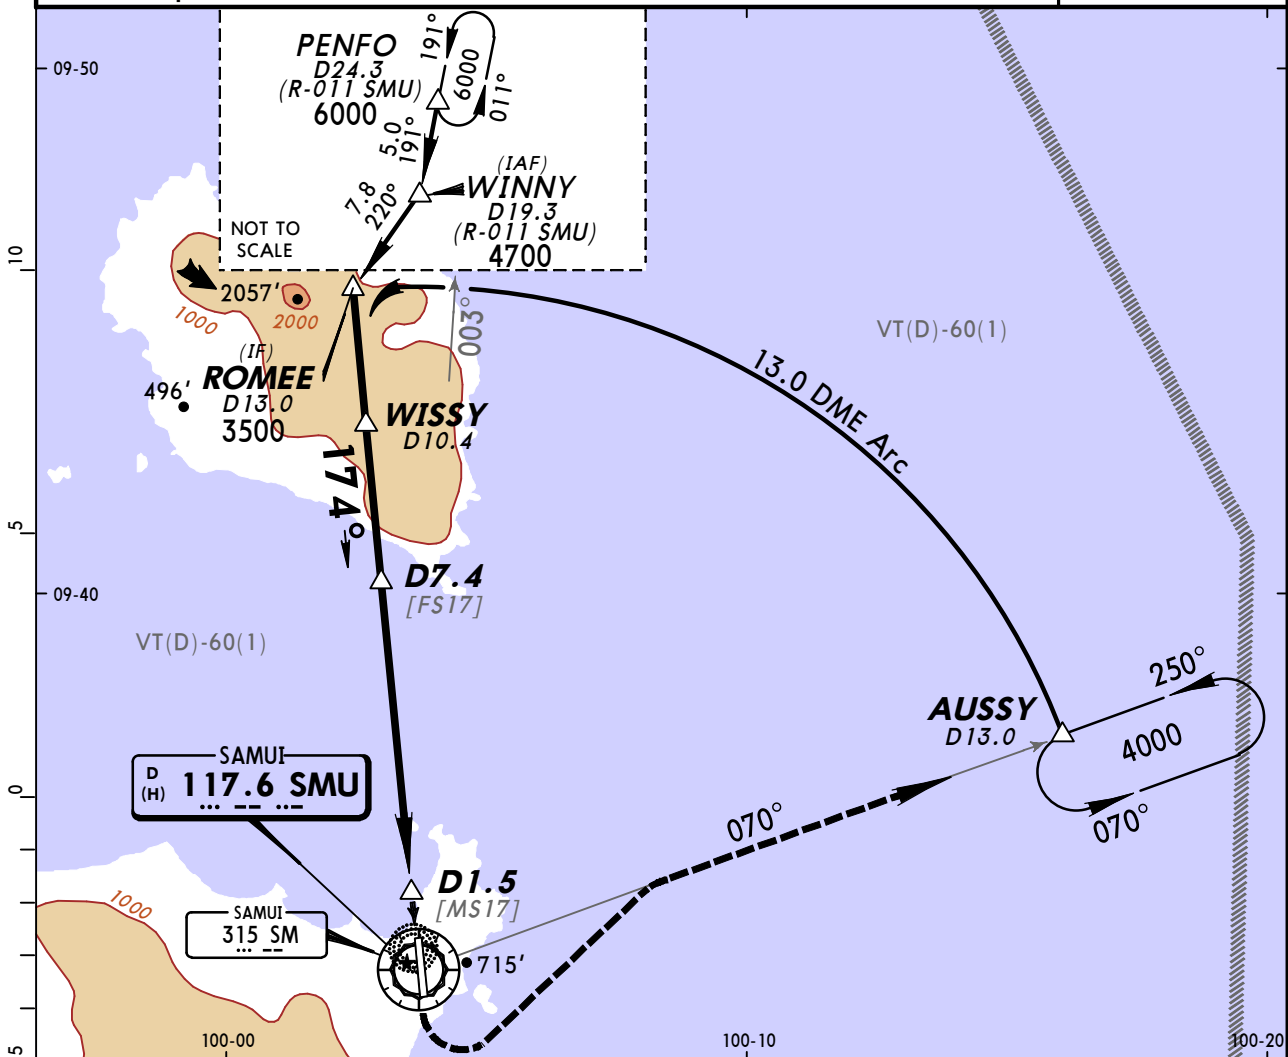 PENFO
D24.3
(R-011 SMU)
6000
191°
6000
011°
5.0
191°
(IAF)
WINNY
D19.3
(R-011 SMU)
4700
7.8
220°
NOT TO
SCALE
09-50
10
2057'
1000
2000
003°
VT(D)-60(1)
13.0 DME Arc
(IF)
ROMEE
D13.0
3500
496'
WISSY
D10.4
174°
5
D7.4
[FS17]
09-40
VT(D)-60(1)
250°
AUSSY
D13.0
4000
070°
070°
SAMUI
D
(H)
117.6 SMU
0
D1.5
[MS17]
1000
SAMUI
315 SM
715'
5
100-00
100-10
100-20